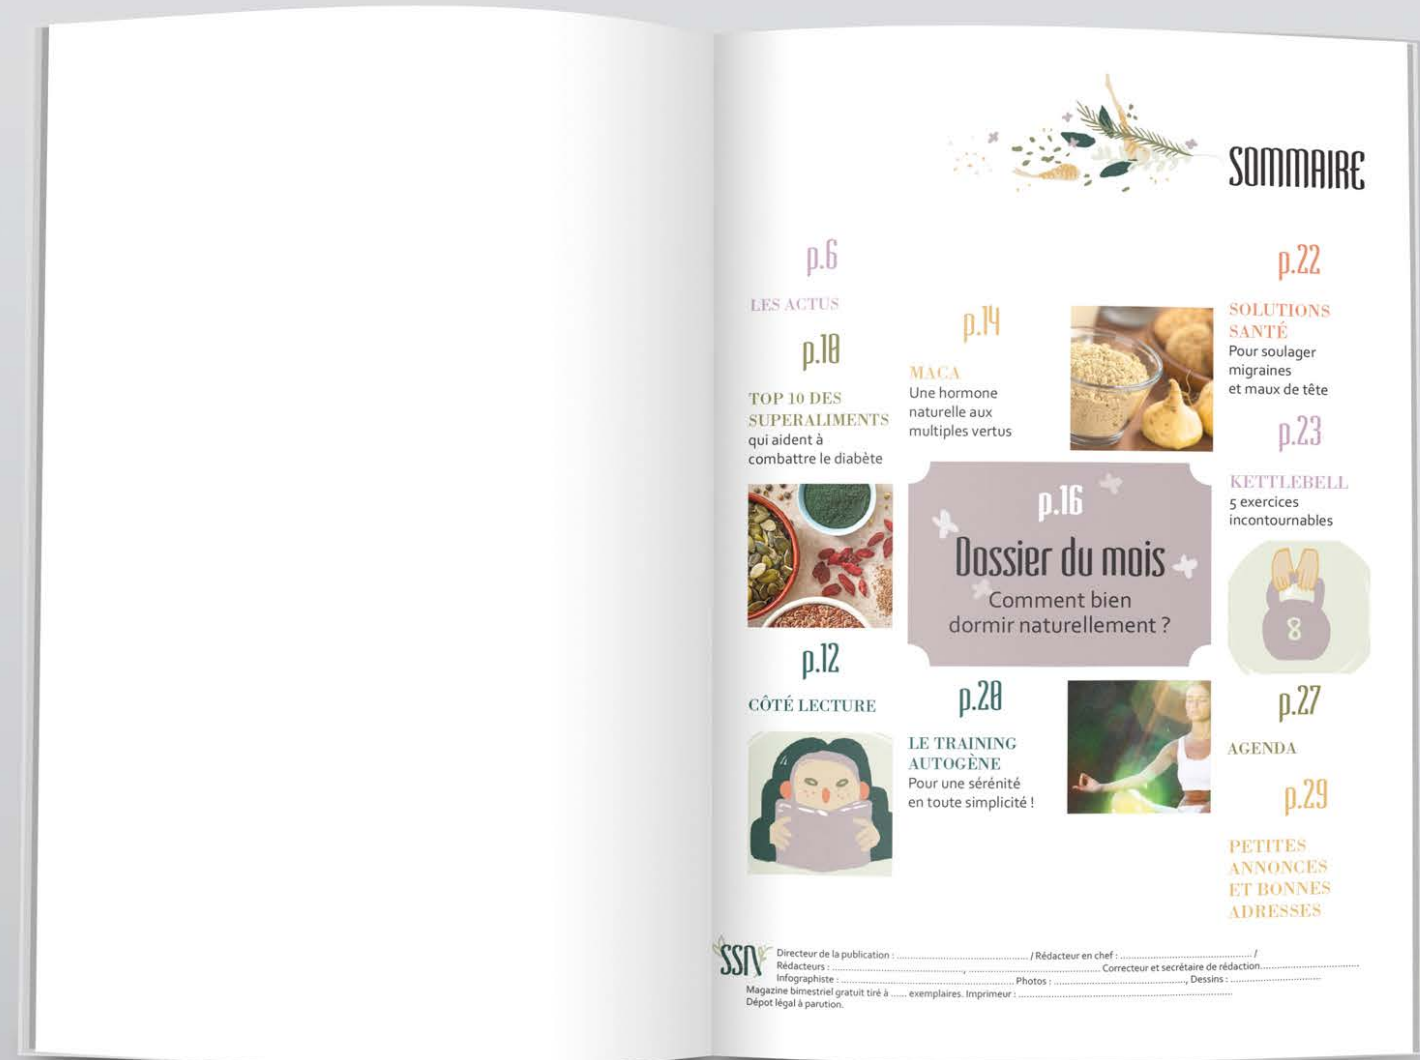 SOMMAIRE
p.6
LES ACTUS
p.10
TOP 10 DES
SUPERALIMENTS
qui aident à
combattre le diabète
p.12
CÔTÉ LECTURE
p.14
MACA
Une hormone
naturelle aux
multiples vertus
p.16
Dossier du mois
Comment bien
dormir naturellement ?
p.20
LE TRAINING
AUTOGÈNE
Pour une sérénité
en toute simplicité !
p.22
SOLUTIONS
SANTÉ
Pour soulager
migraines
et maux de tête
p.23
KETTLEBELL
5 exercices
incontournables
8
p.27
AGENDA
p.29
PETITES
ANNONCES
ET BONNES
ADRESSES
SSN
Directeur de la publication : ........................................ / Rédacteur en chef : ........................................ /
Rédacteurs : ........................................, ........................................ Correcteur et secrétaire de rédaction..............................
Infographiste : ........................................ Photos : ........................................, Dessins : ..............................
Magazine bimestriel gratuit tiré à ...... exemplaires. Imprimeur : ............................................................
Dépot légal à parution.